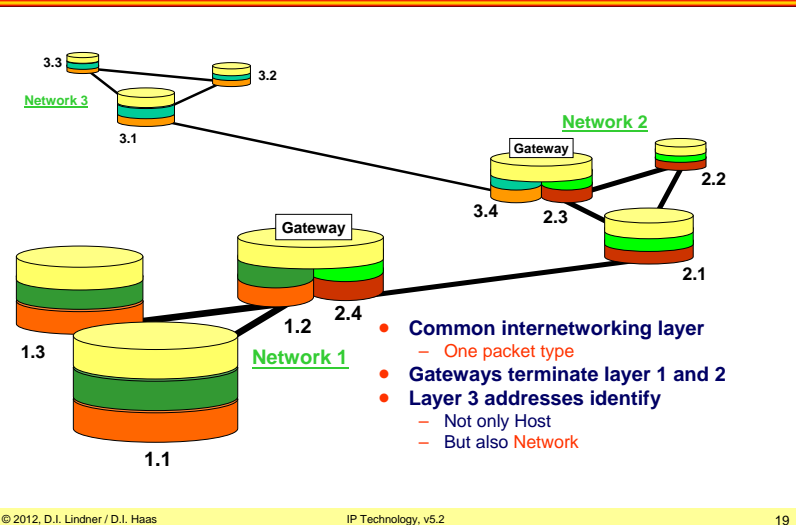 3.3
3.2
Network 3
3.1
Network 2
Gateway
2.2
3.4
2.3
Gateway
2.1
2.4
1.2
1.3
Network 1
1.1
• Common internetworking layer
– One packet type
• Gateways terminate layer 1 and 2
• Layer 3 addresses identify
– Not only Host
– But also Network
© 2012, D.I. Lindner / D.I. Haas IP Technology, v5.2 19